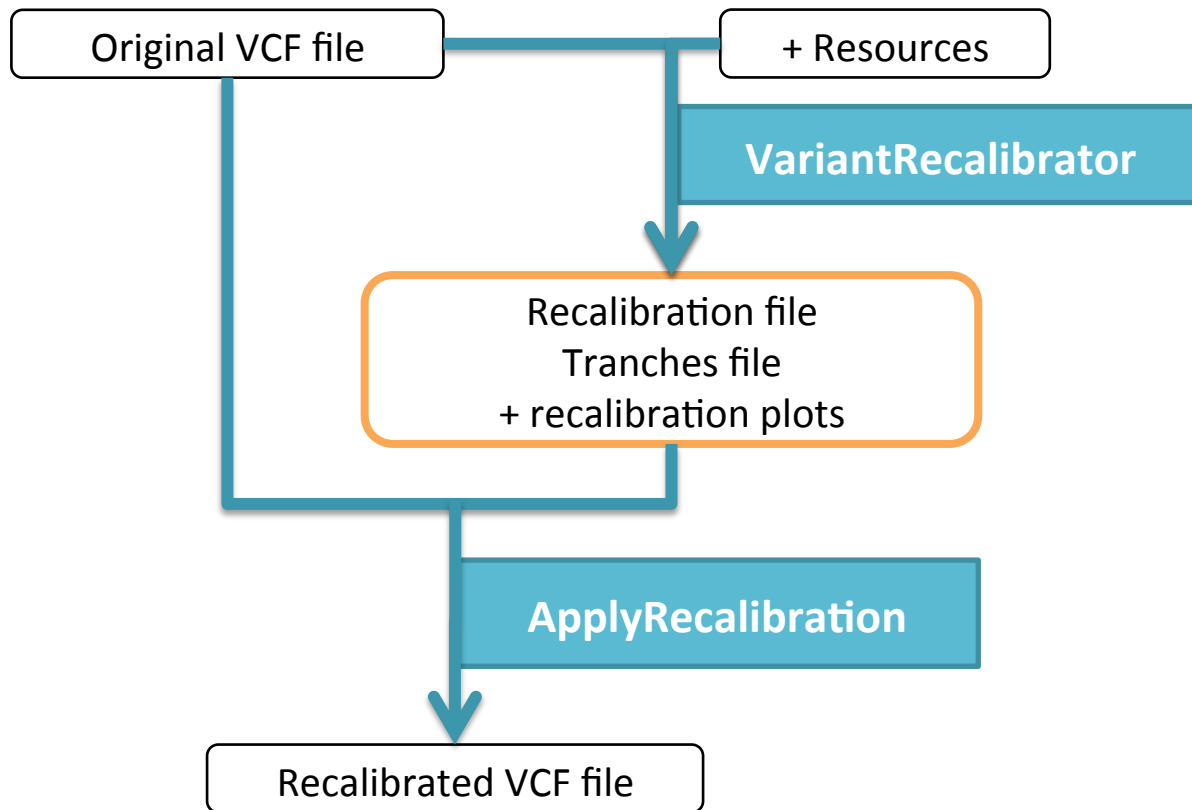 Original VCF file
+ Resources
VariantRecalibrator
Recalibration file
Tranches file
+ recalibration plots
ApplyRecalibration
Recalibrated VCF file